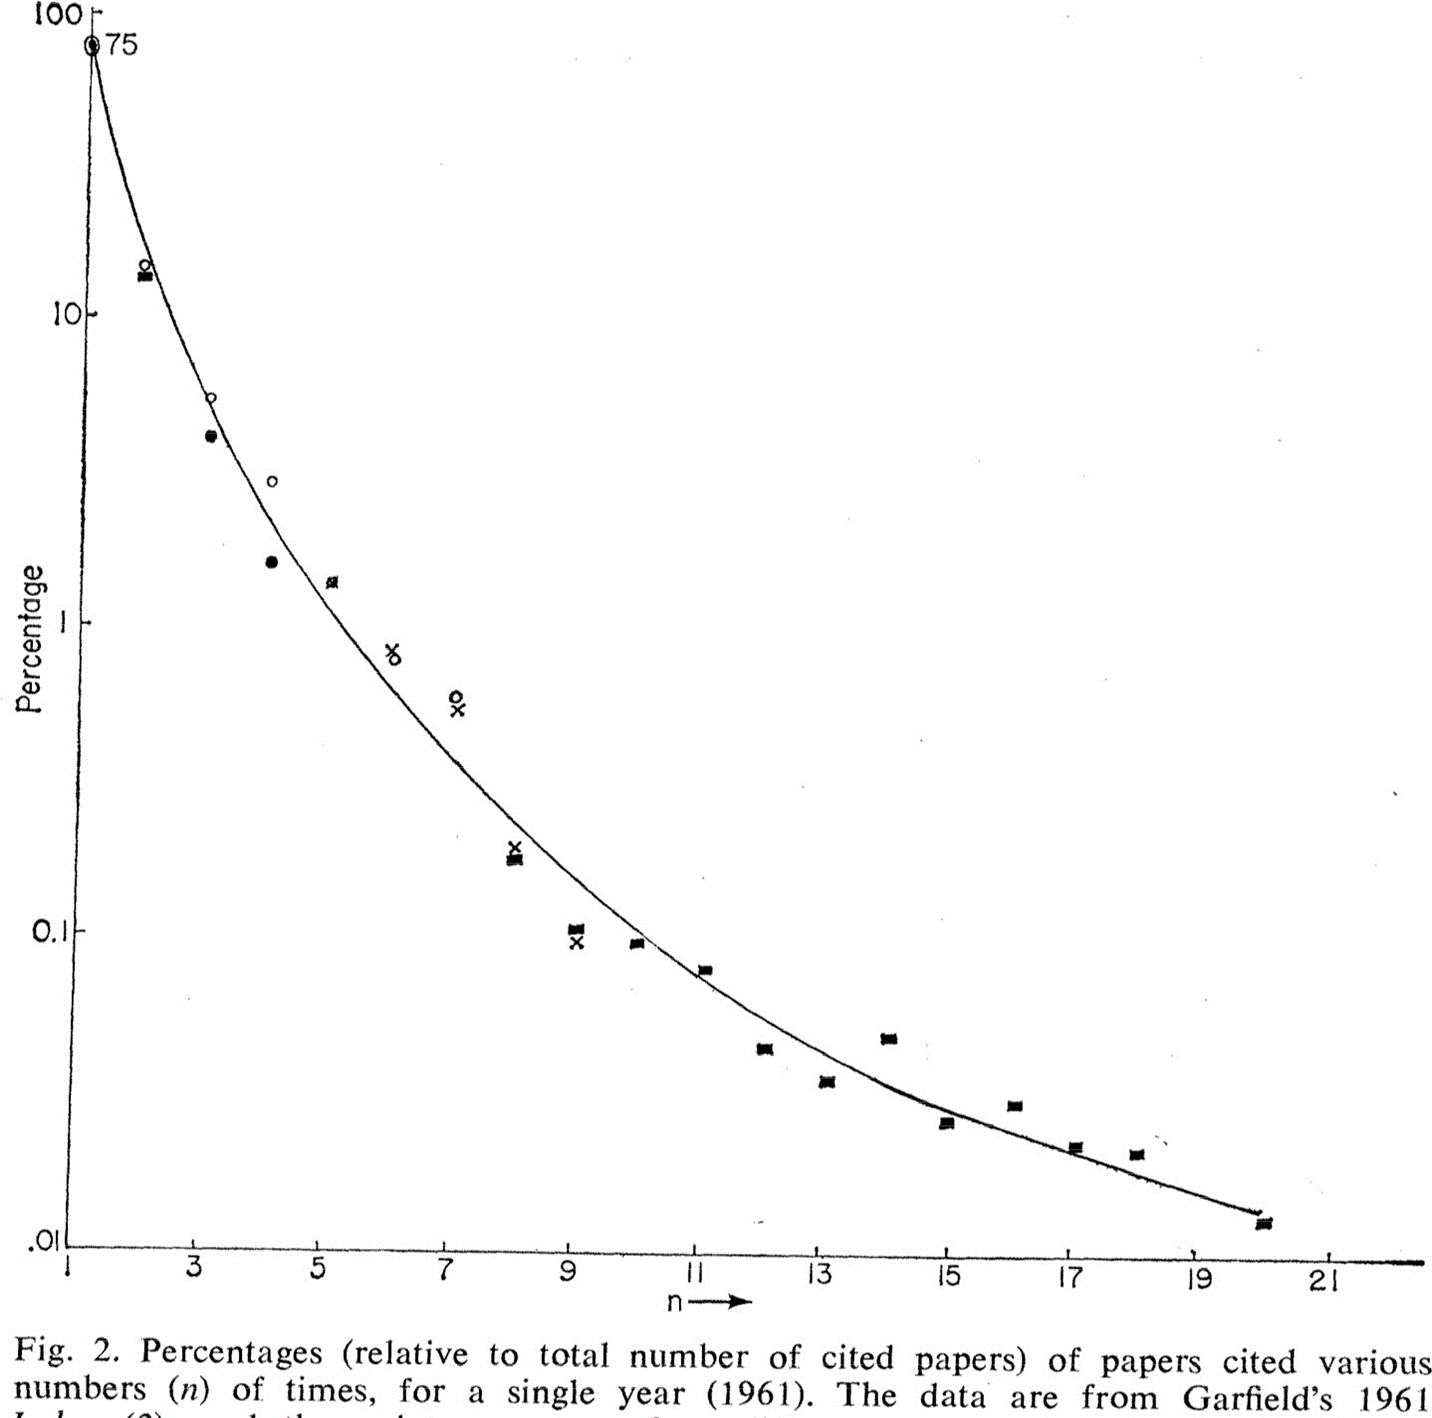 100
75
10
Percentage
1
0.1
.01
1 3 5 7 9 11 13 15 17 19 21
n
Fig. 2. Percentages (relative to total number of cited papers) of papers cited various
numbers (n) of times, for a single year (1961). The data are from Garfield's 1961